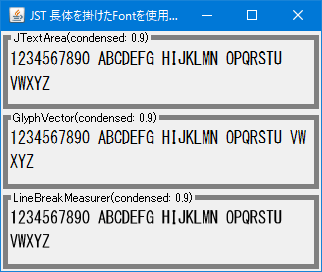 JST 長体を掛けたFontを使用...
JTextArea(condensed: 0.9)
1234567890 ABCDEFG HIJKLMN OPQRSTU
VWXYZ
GlyphVector(condensed: 0.9)
1234567890 ABCDEFG HIJKLMN OPQRSTU VW
XYZ
LineBreakMeasurer(condensed: 0.9)
1234567890 ABCDEFG HIJKLMN OPQRSTU
VWXYZ